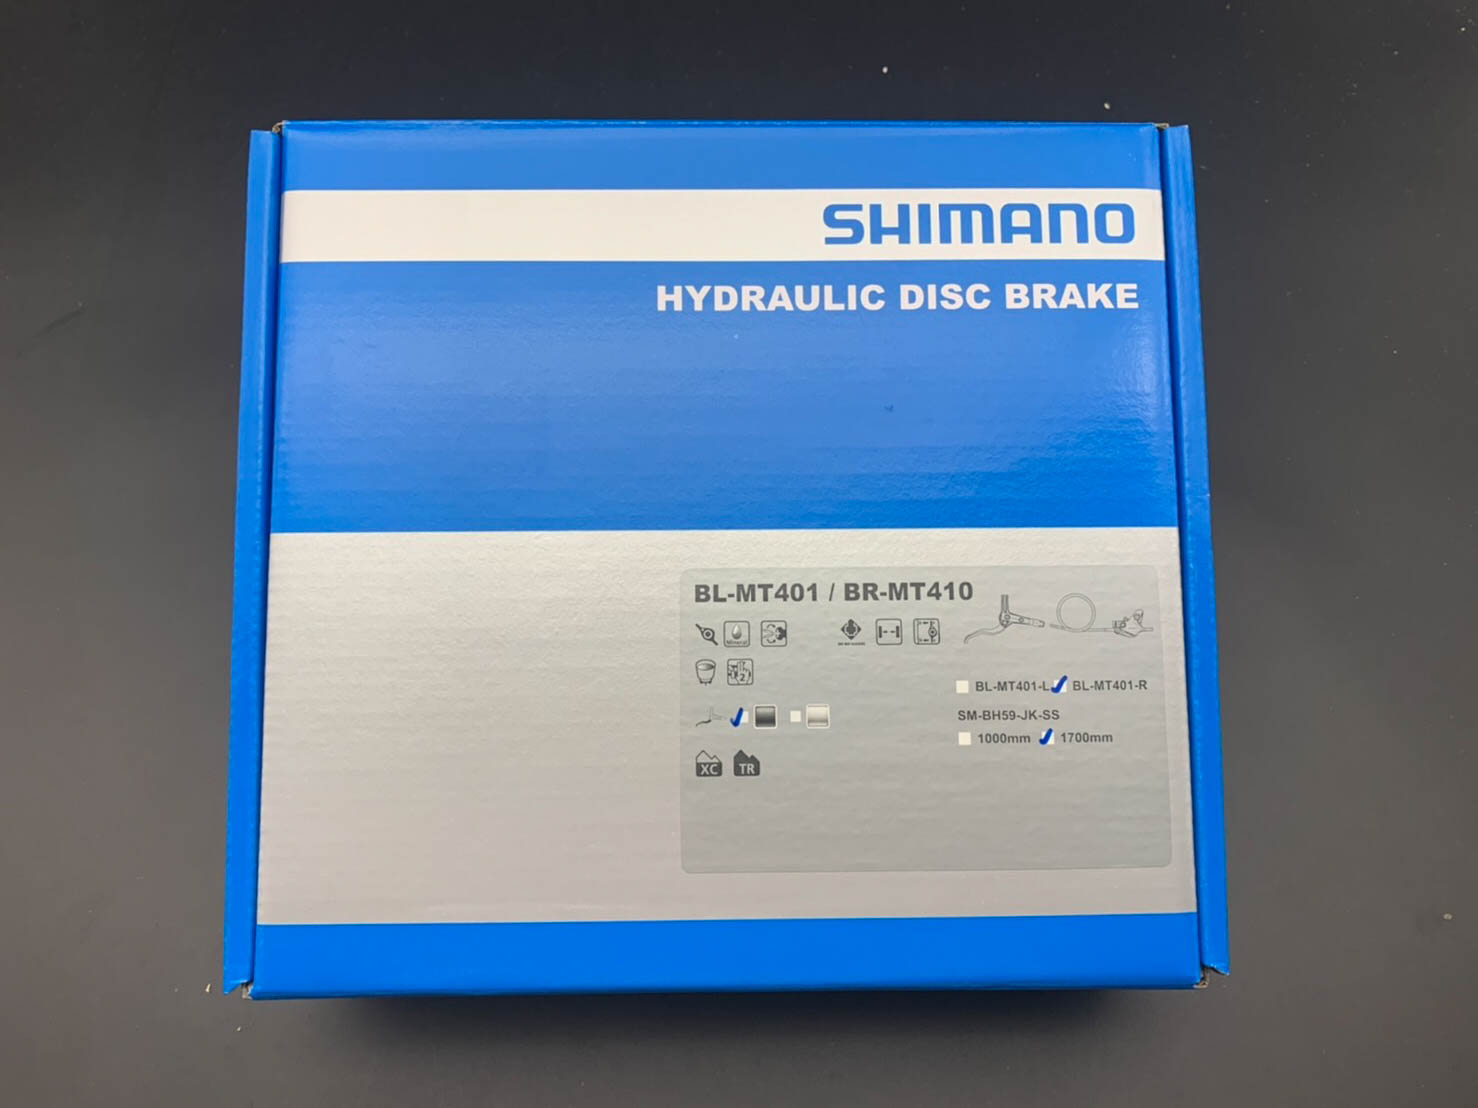 SHIMANO
HYDRAULIC DISC BRAKE
BL-MT401 / BR-MT410
Mineral
2
BL-MT401-L BL-MT401-R
SM-BH59-JK-SS
1000mm 1700mm
XC TR